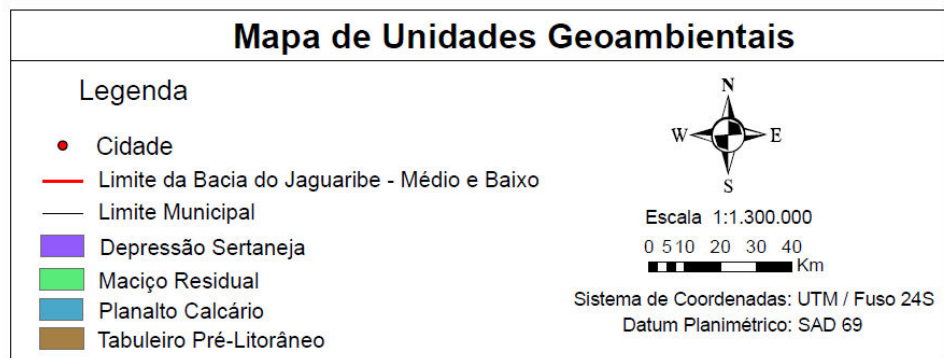 Mapa de Unidades Geoambientais
Legenda
Cidade
Limite da Bacia do Jaguaribe - Médio e Baixo
Limite Municipal
Depressão Sertaneja
Maciço Residual
Planalto Calcário
Tabuleiro Pré-Litorâneo
N
W E
S
Escala 1:1.300.000
0 5 10 20 30 40
Km
Sistema de Coordenadas: UTM / Fuso 24S
Datum Planimétrico: SAD 69